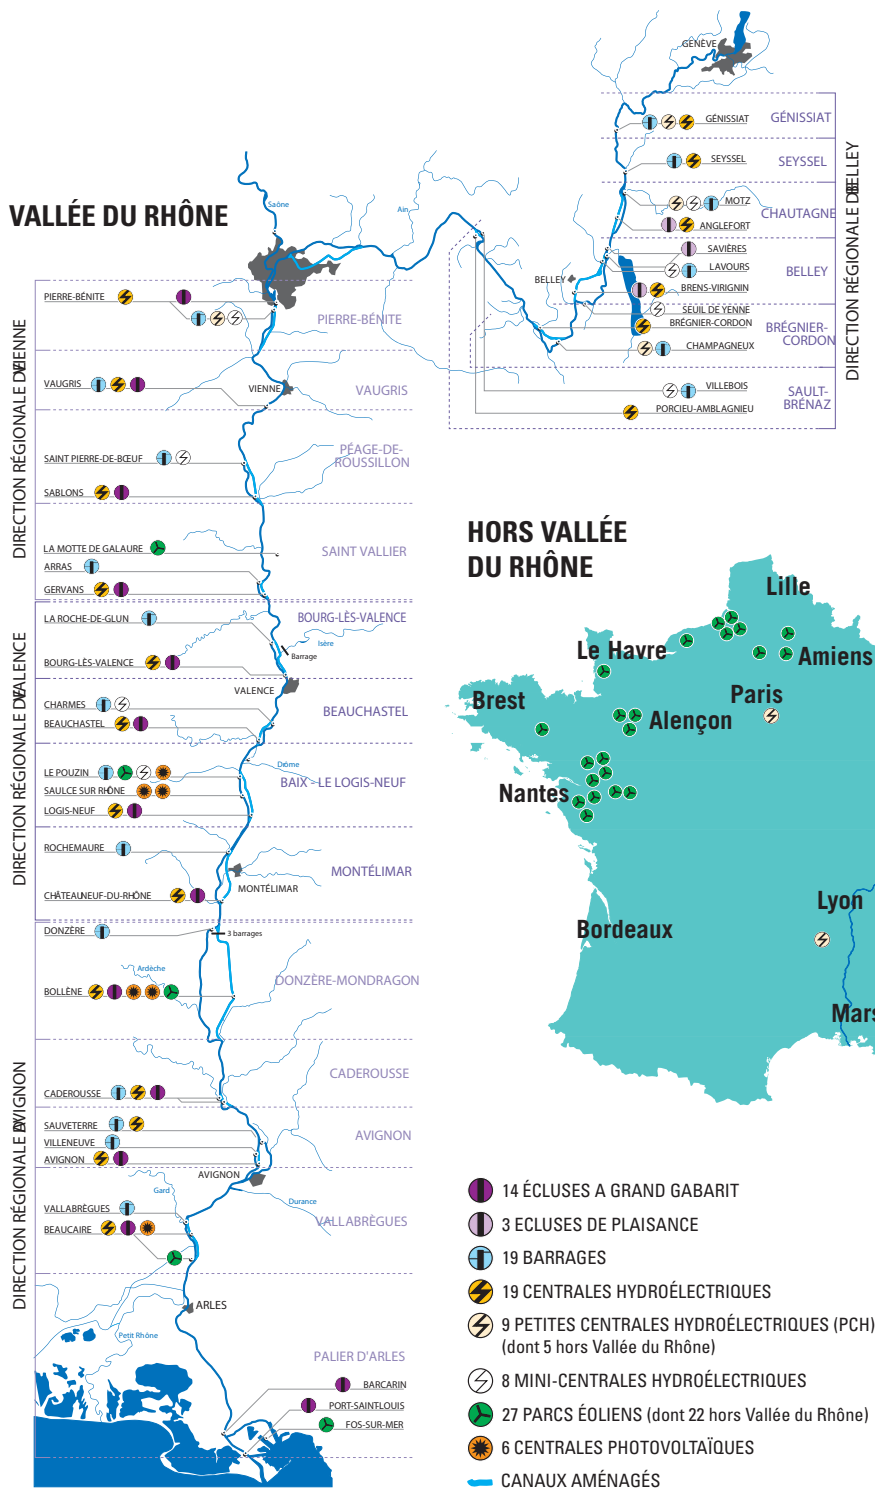 GENÈVE
GÉNISSIAT
GÉNISSIAT
SEYSSEL
SEYSSEL
MOTZ
CHAUTAGNE
ANGLEFORT
SAVIÈRES
LAVOURS
BELLEY
BELLEY
BRENS-VIRIGNIN
SEUIL DE YENNE
BRÉGNIER-CORDON
BRÉGNIER-
CORDON
CHAMPAGNEUX
VILLEBOIS
SAULT-
BRÉNAZ
PORCIEU-AMBLAGNIEU
DIRECTION RÉGIONALE DE BELLEY
VALLÉE DU RHÔNE
Saône
Ain
PIERRE-BÉNITE
PIERRE-BÉNITE
VAUGRIS
VIENNE
VAUGRIS
SAINT PIERRE-DE-BŒUF
PÉAGE-DE-
ROUSSILLON
SABLONS
LA MOTTE DE GALAURE
SAINT VALLIER
ARRAS
GERVANS
DIRECTION RÉGIONALE DE VIENNE
LA ROCHE-DE-GLUN
BOURG-LÈS-VALENCE
Isère
Barrage
BOURG-LÈS-VALENCE
VALENCE
CHARMES
BEAUCHASTEL
BEAUCHASTEL
Drôme
LE POUZIN
BAIX - LE LOGIS-NEUF
SAULCE SUR RHÔNE
LOGIS-NEUF
ROCHEMAURE
MONTÉLIMAR
MONTÉLIMAR
CHÂTEAUNEUF-DU-RHÔNE
DIRECTION RÉGIONALE DE VALENCE
DONZÈRE
3 barrages
Ardèche
DONZÈRE-MONDRAGON
BOLLÈNE
CADEROUSSE
CADEROUSSE
SAUVETERRE
VILLENEUVE
AVIGNON
AVIGNON
AVIGNON
Gard
Durance
VALLABRÈGUES
VALLABRÈGUES
BEAUCAIRE
DIRECTION RÉGIONALE D'AVIGNON
ARLES
Petit Rhône
PALIER D'ARLES
BARCARIN
PORT-SAINT-LOUIS
FOS-SUR-MER
HORS VALLÉE
DU RHÔNE
Lille
Le Havre
Amiens
Brest
Paris
Alençon
Nantes
Lyon
Bordeaux
Mars
14 ÉCLUSES A GRAND GABARIT
3 ECLUSES DE PLAISANCE
19 BARRAGES
19 CENTRALES HYDROÉLECTRIQUES
9 PETITES CENTRALES HYDROÉLECTRIQUES (PCH)
(dont 5 hors Vallée du Rhône)
8 MINI-CENTRALES HYDROÉLECTRIQUES
27 PARCS ÉOLIENS (dont 22 hors Vallée du Rhône)
6 CENTRALES PHOTOVOLTAÏQUES
CANAUX AMÉNAGÉS